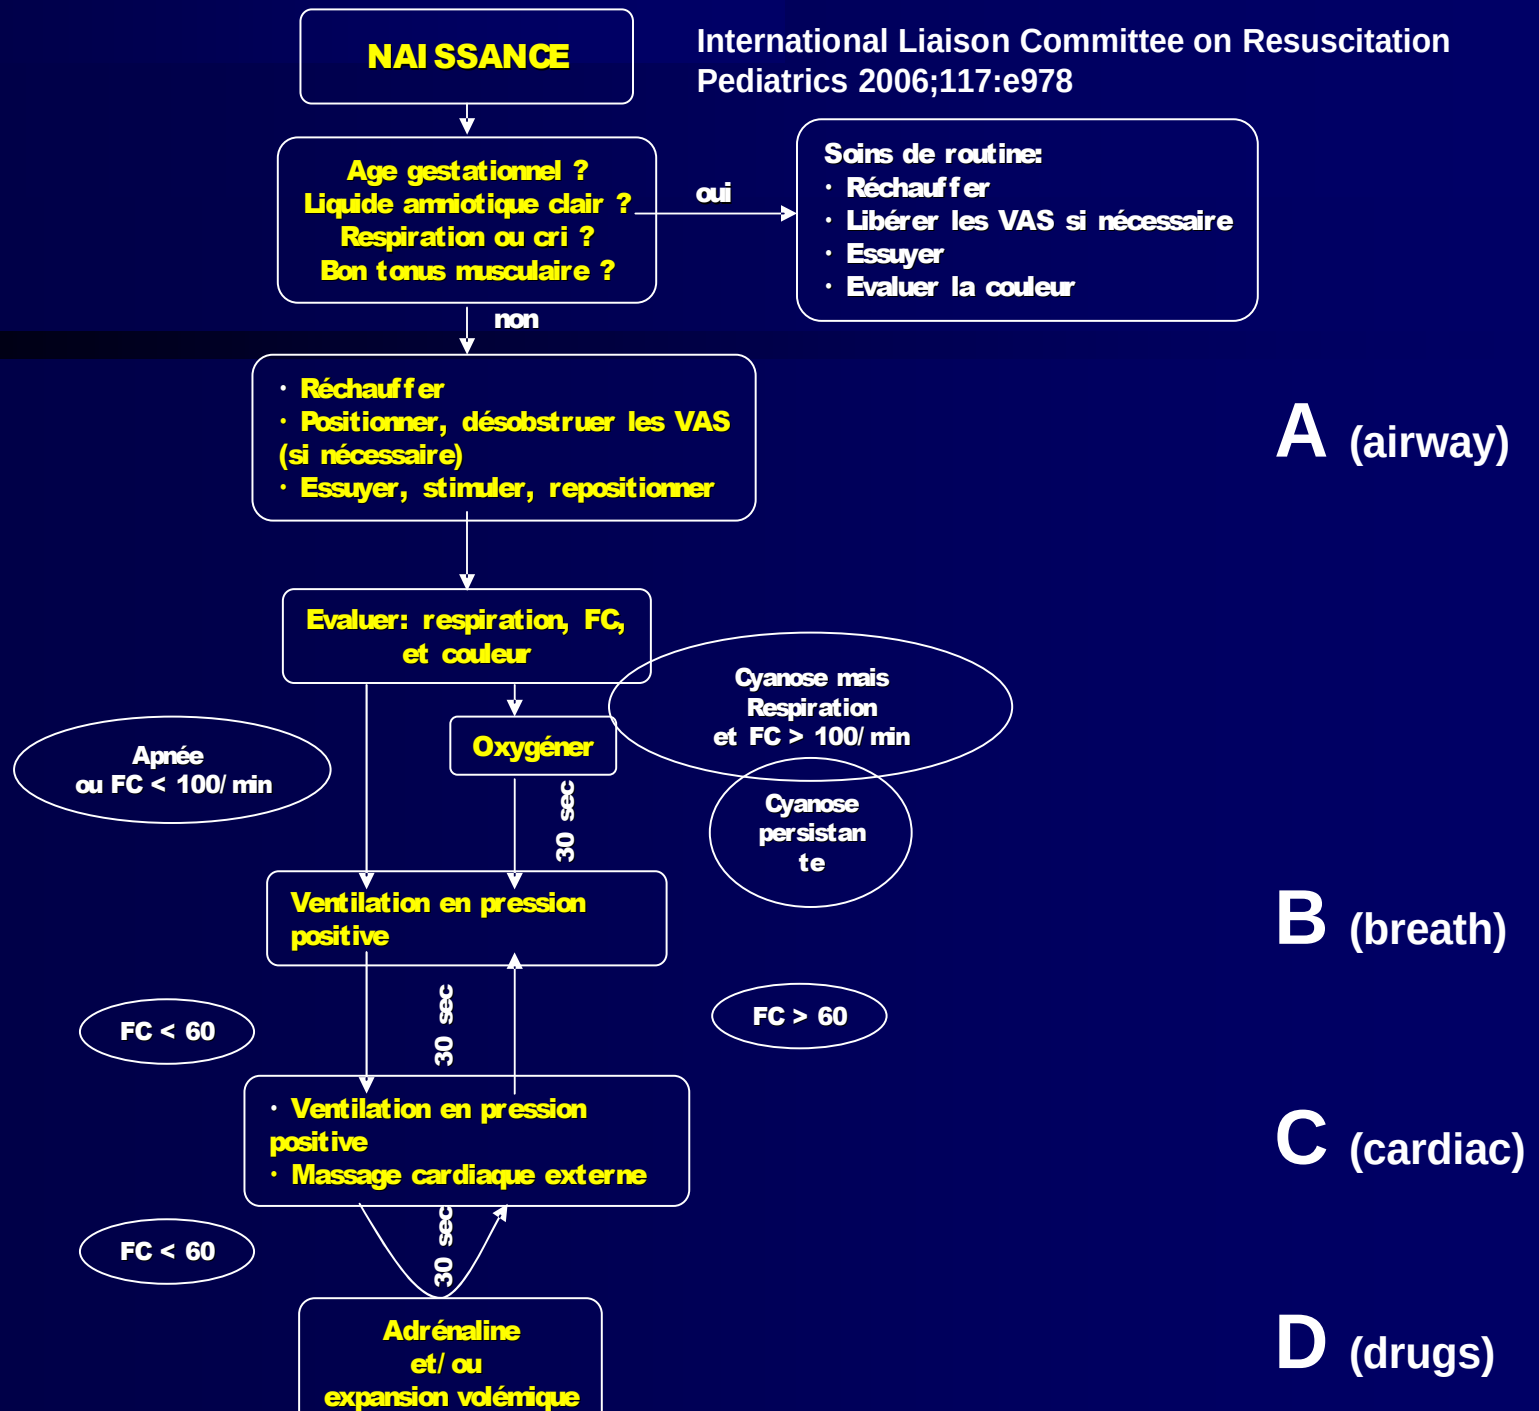 NAISSANCE
International Liaison Committee on Resuscitation
Pediatrics 2006;117:e978
Age gestationnel ?
Liquide amniotique clair ?
Respiration ou cri ?
Bon tonus musculaire ?
oui
Soins de routine:
· Réchauffer
· Libérer les VAS si nécessaire
· Essuyer
· Evaluer la couleur
non
· Réchauffer
· Positionner, désobstruer les VAS
(si nécessaire)
· Essuyer, stimuler, repositionner
A (airway)
Evaluer: respiration, FC,
et couleur
Cyanose mais
Respiration
et FC > 100/min
Apnée
ou FC < 100/min
Oxygéner
30 sec
Cyanose
persistan
te
Ventilation en pression
positive
B (breath)
FC < 60
30 sec
FC > 60
· Ventilation en pression
positive
· Massage cardiaque externe
C (cardiac)
FC < 60
30 sec
Adrénaline
et/ou
expansion volémique
D (drugs)